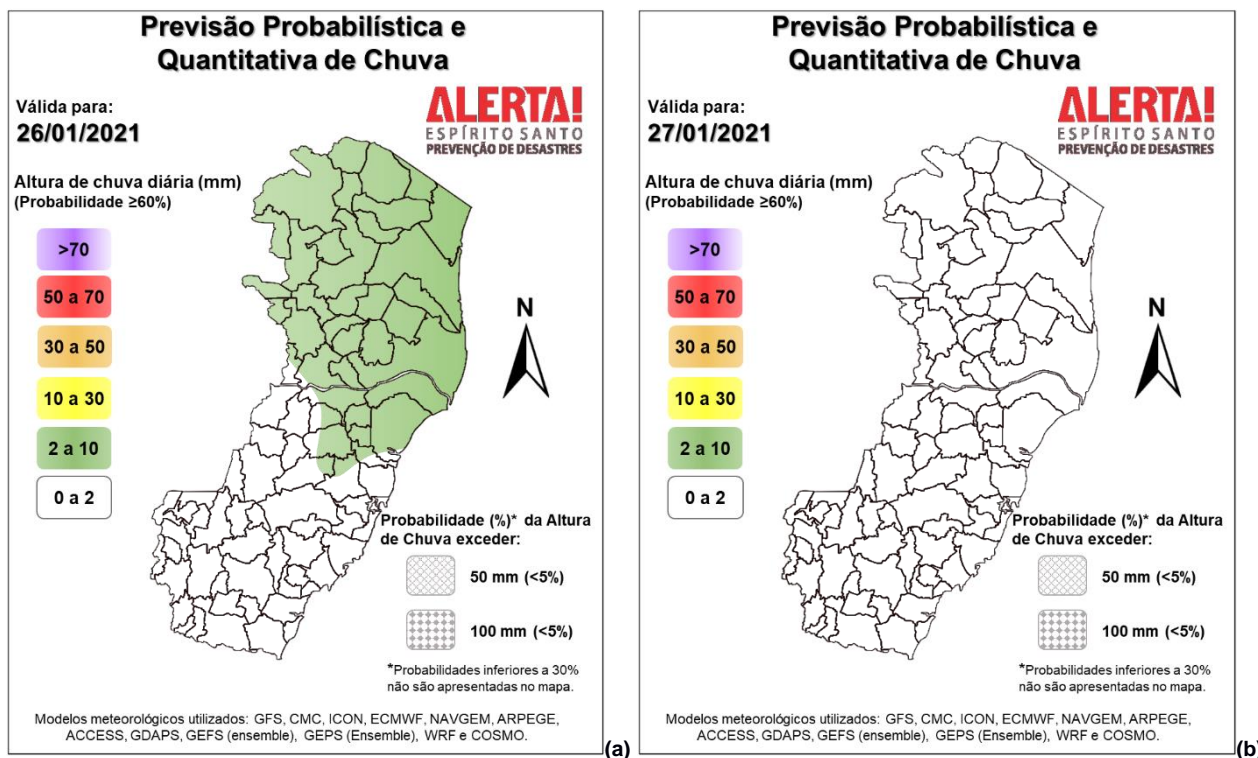 Previsão Probabilística e
Quantitativa de Chuva
Válida para:
26/01/2021
ALERTA!
ESPÍRITO SANTO
PREVENÇÃO DE DESASTRES
Altura de chuva diária (mm)
(Probabilidade ≥60%)
>70
50 a 70
30 a 50
10 a 30
2 a 10
0 a 2
N
Probabilidade (%)* da Altura
de Chuva exceder:
50 mm (<5%)
100 mm (<5%)
*Probabilidades inferiores a 30%
não são apresentadas no mapa.
Modelos meteorológicos utilizados: GFS, CMC, ICON, ECMWF, NAVGEM, ARPEGE,
ACCESS, GDAPS, GEFS (ensemble), GEPS (Ensemble), WRF e COSMO.
(a)
Previsão Probabilística e
Quantitativa de Chuva
Válida para:
27/01/2021
ALERTA!
ESPÍRITO SANTO
PREVENÇÃO DE DESASTRES
Altura de chuva diária (mm)
(Probabilidade ≥60%)
>70
50 a 70
30 a 50
10 a 30
2 a 10
0 a 2
N
Probabilidade (%)* da Altura
de Chuva exceder:
50 mm (<5%)
100 mm (<5%)
*Probabilidades inferiores a 30%
não são apresentadas no mapa.
Modelos meteorológicos utilizados: GFS, CMC, ICON, ECMWF, NAVGEM, ARPEGE,
ACCESS, GDAPS, GEFS (ensemble), GEPS (Ensemble), WRF e COSMO.
(b)